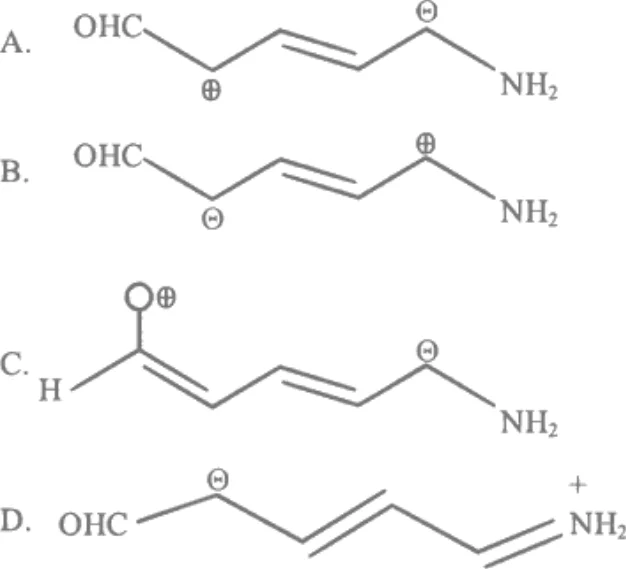 A. OHC ⊕ ⊖ NH₂
B. OHC ⊖ ⊕ NH₂
C. H O⊕ ⊖ NH₂
D. OHC ⊖ + NH₂